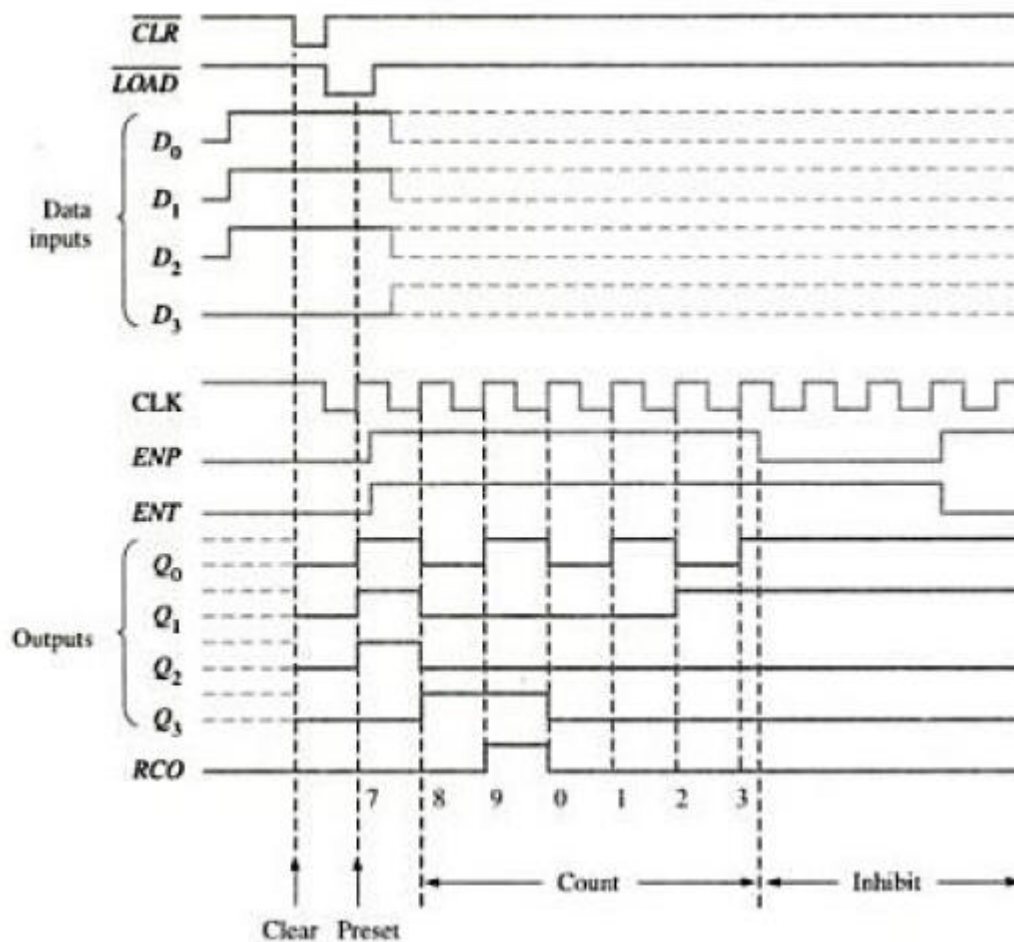 CLR
LOAD
D0
D1
Data
inputs
D2
D3
CLK
ENP
ENT
Q0
Q1
Outputs
Q2
Q3
RCO
7 8 9 0 1 2 3
Count Inhibit
Clear Preset